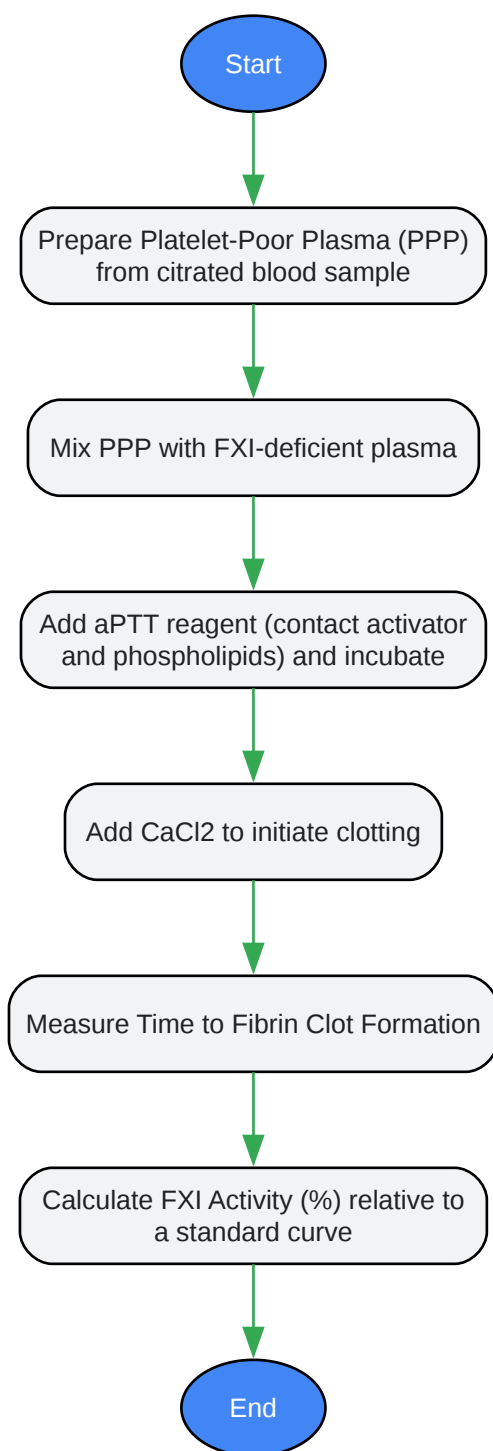 Start
Prepare Platelet-Poor Plasma (PPP)
from citrated blood sample
Mix PPP with FXI-deficient plasma
Add aPTT reagent (contact activator
and phospholipids) and incubate
Add CaCl2 to initiate clotting
Measure Time to Fibrin Clot Formation
Calculate FXI Activity (%) relative to
a standard curve
End